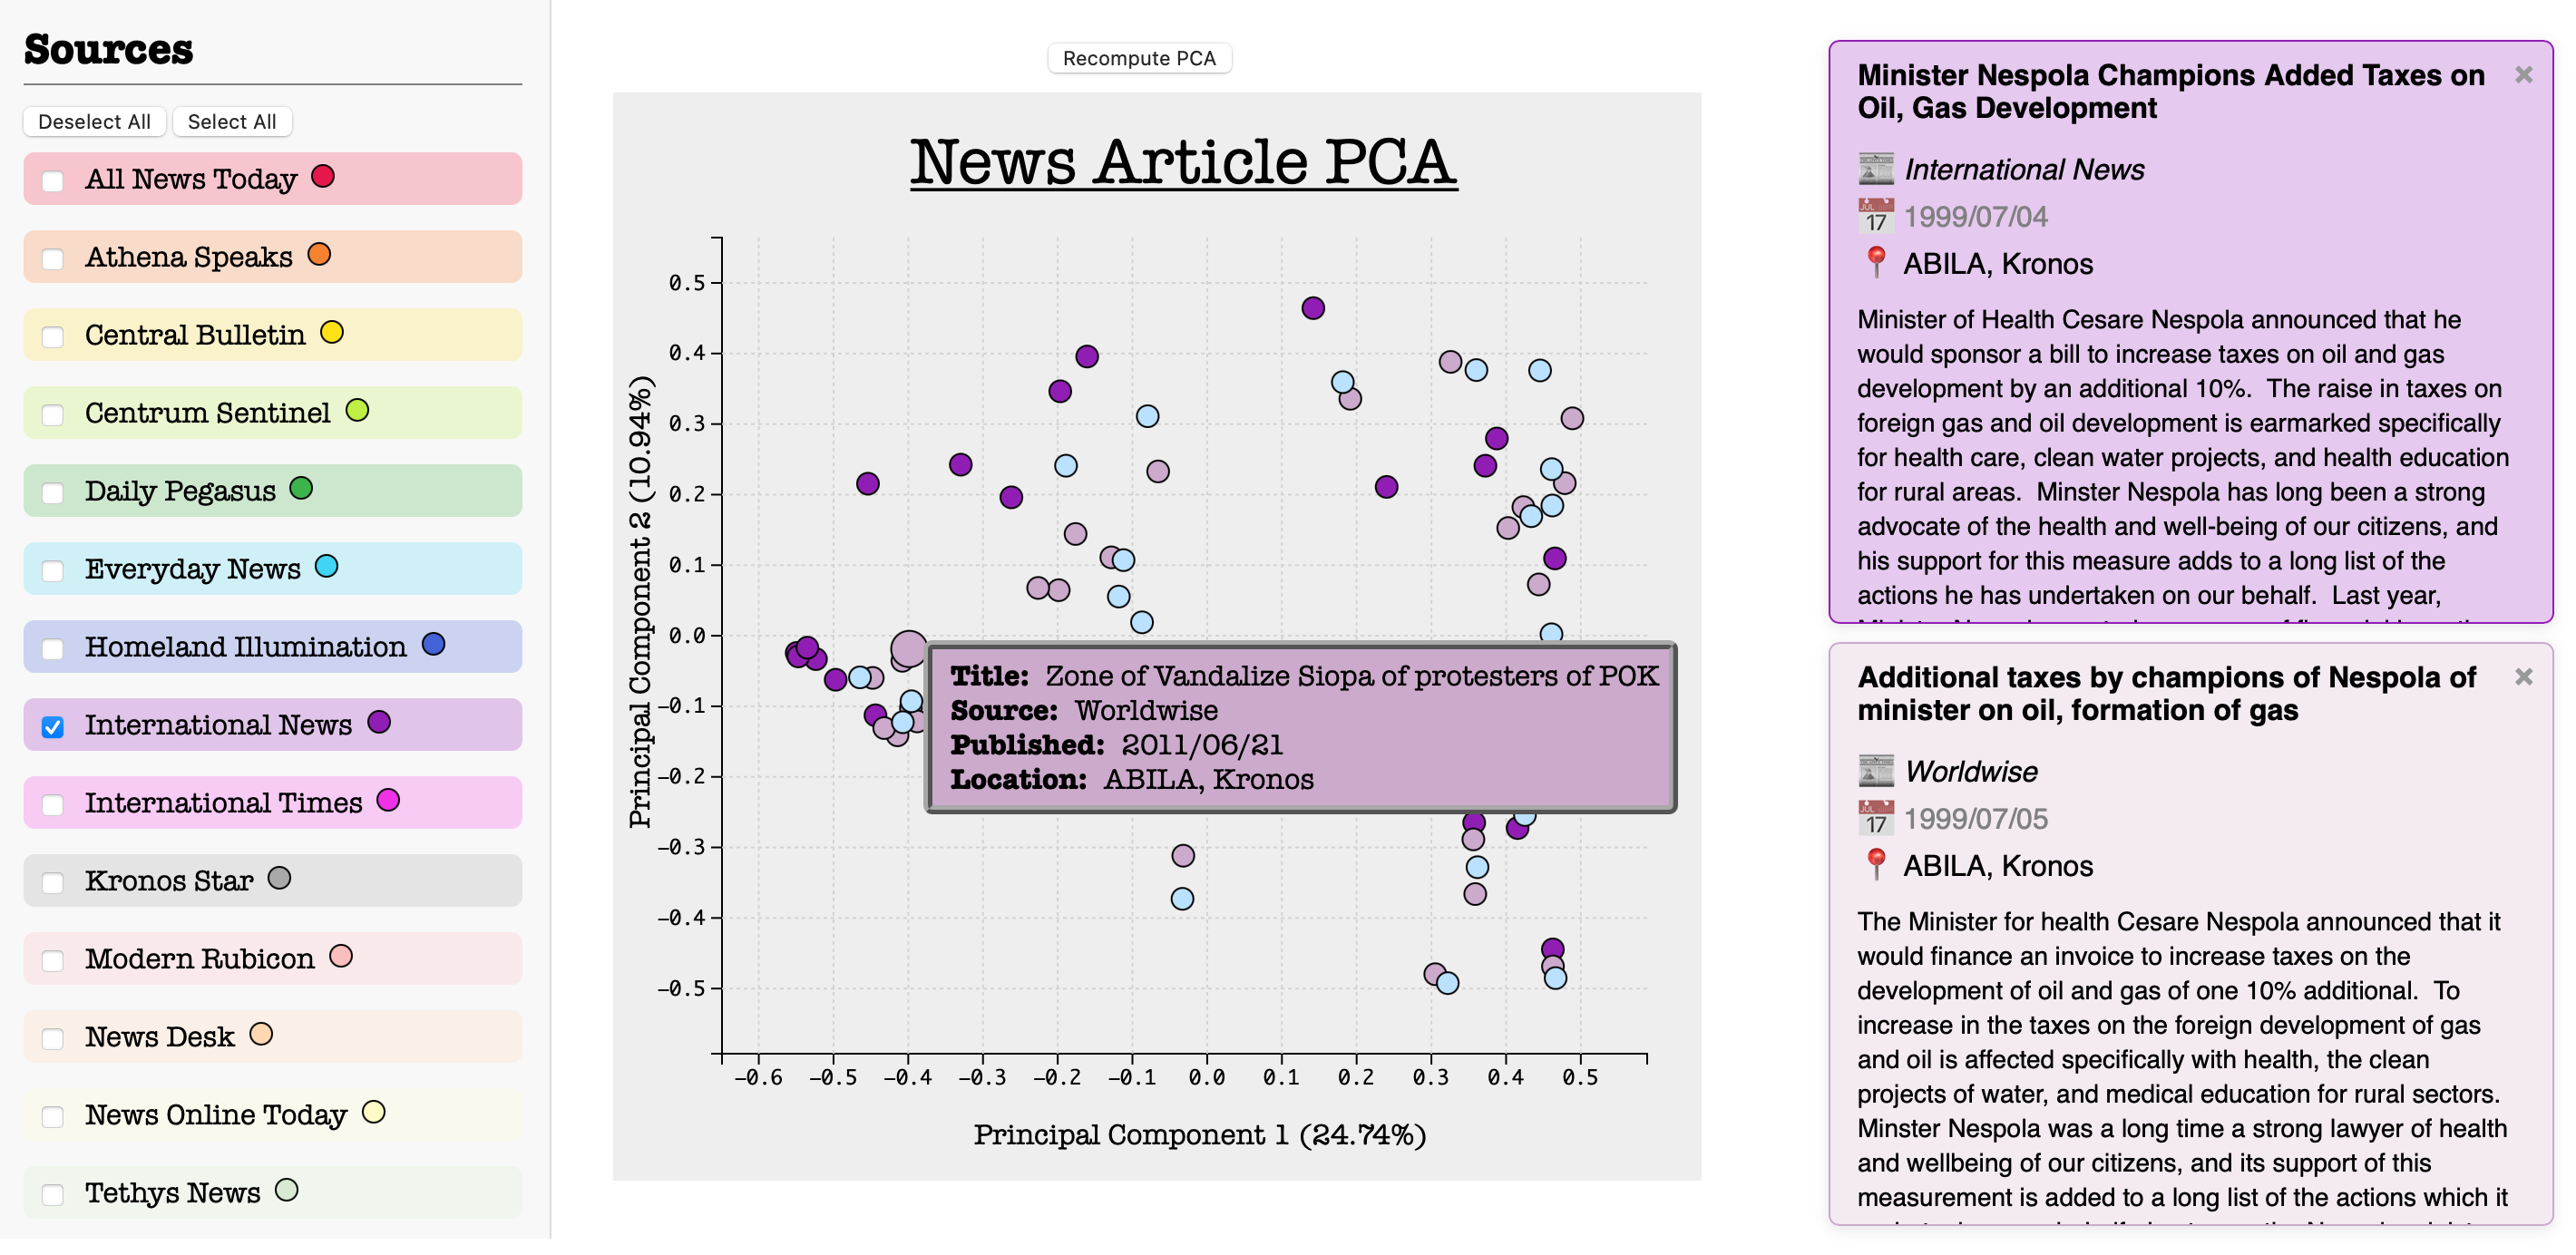 Sources
Deselect All
Select All
All News Today
Athena Speaks
Central Bulletin
Centrum Sentinel
Daily Pegasus
Everyday News
Homeland Illumination
International News
International Times
Kronos Star
Modern Rubicon
News Desk
News Online Today
Tethys News
Recompute PCA
News Article PCA
Principal Component 2 (10.94%)
0.5
0.4
0.3
0.2
0.1
0.0
−0.1
−0.2
−0.3
−0.4
−0.5
Title: Zone of Vandalize Siopa of protesters of POK
Source: Worldwise
Published: 2011/06/21
Location: ABILA, Kronos
−0.6 −0.5 −0.4 −0.3 −0.2 −0.1 0.0 0.1 0.2 0.3 0.4 0.5
Principal Component 1 (24.74%)
Minister Nespola Champions Added Taxes on
Oil, Gas Development
×
International News
JUL 17
1999/07/04
ABILA, Kronos
Minister of Health Cesare Nespola announced that he
would sponsor a bill to increase taxes on oil and gas
development by an additional 10%.  The raise in taxes on
foreign gas and oil development is earmarked specifically
for health care, clean water projects, and health education
for rural areas.  Minster Nespola has long been a strong
advocate of the health and well-being of our citizens, and
his support for this measure adds to a long list of the
actions he has undertaken on our behalf.  Last year,
Additional taxes by champions of Nespola of
minister on oil, formation of gas
×
Worldwise
JUL 17
1999/07/05
ABILA, Kronos
The Minister for health Cesare Nespola announced that it
would finance an invoice to increase taxes on the
development of oil and gas of one 10% additional.  To
increase in the taxes on the foreign development of gas
and oil is affected specifically with health, the clean
projects of water, and medical education for rural sectors.
Minster Nespola was a long time a strong lawyer of health
and wellbeing of our citizens, and its support of this
measurement is added to a long list of the actions which it